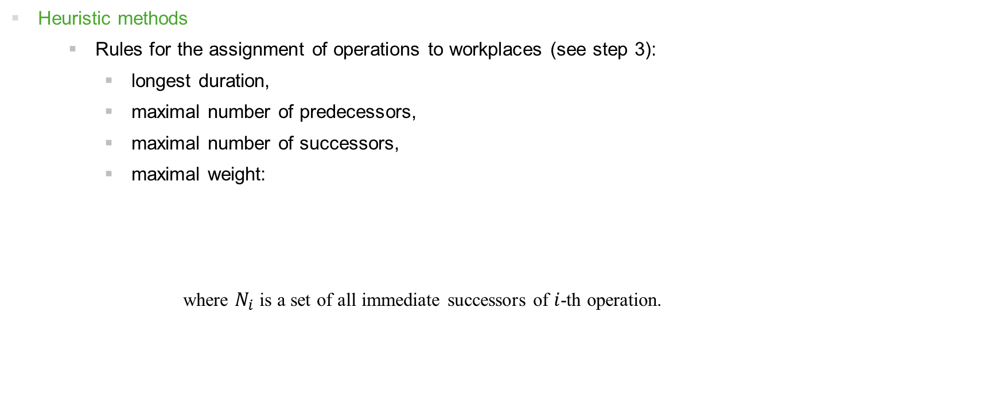 Heuristic methods
Rules for the assignment of operations to workplaces (see step 3):
longest duration,
maximal number of predecessors,
maximal number of successors,
maximal weight:
where Nᵢ is a set of all immediate successors of i-th operation.